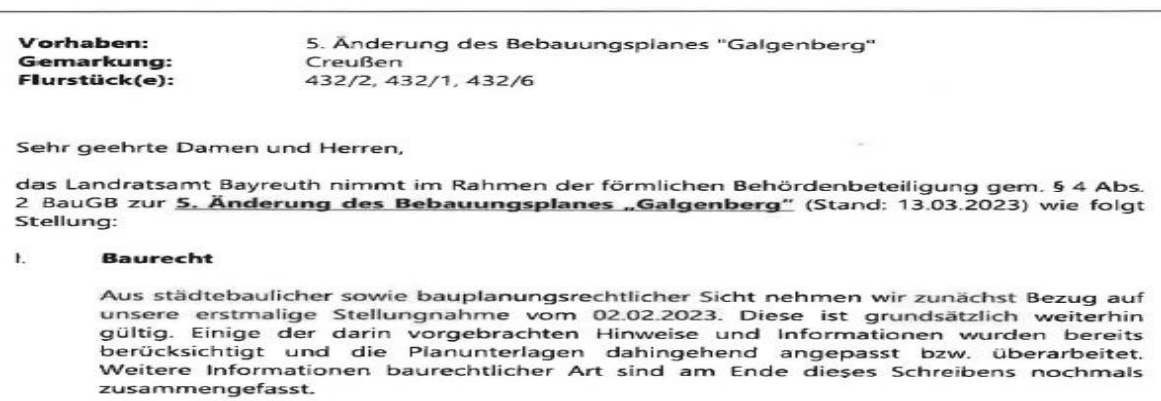 Vorhaben: 5. Änderung des Bebauungsplanes "Galgenberg"
Gemarkung: Creußen
Flurstück(e): 432/2, 432/1, 432/6
Sehr geehrte Damen und Herren,
das Landratsamt Bayreuth nimmt im Rahmen der förmlichen Behördenbeteiligung gem. § 4 Abs.
2 BauGB zur 5. Änderung des Bebauungsplanes „Galgenberg" (Stand: 13.03.2023) wie folgt
Stellung:
I. Baurecht
Aus städtebaulicher sowie bauplanungsrechtlicher Sicht nehmen wir zunächst Bezug auf
unsere erstmalige Stellungnahme vom 02.02.2023. Diese ist grundsätzlich weiterhin
gültig. Einige der darin vorgebrachten Hinweise und Informationen wurden bereits
berücksichtigt und die Planunterlagen dahingehend angepasst bzw. überarbeitet.
Weitere Informationen baurechtlicher Art sind am Ende dieses Schreibens nochmals
zusammengefasst.